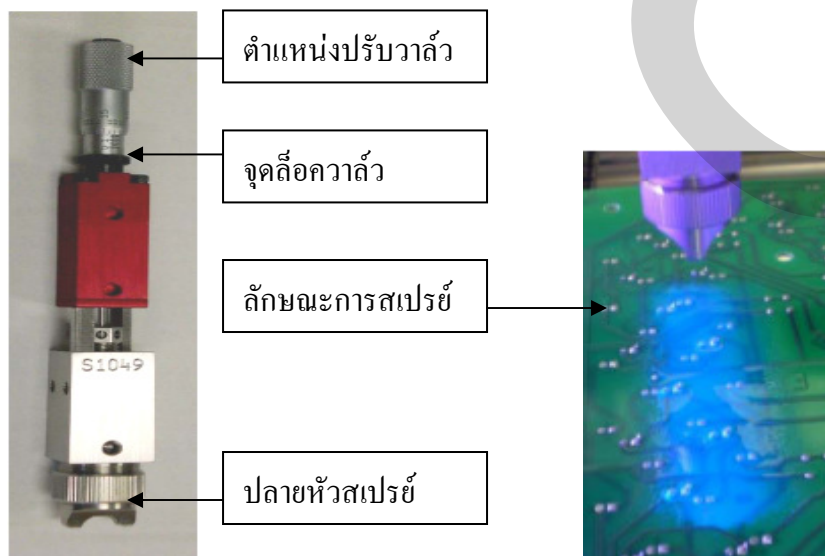 ตำแหน่งปรับวาล์ว
จุดล็อควาล์ว
ลักษณะการสเปรย์
S1049
ปลายหัวสเปรย์